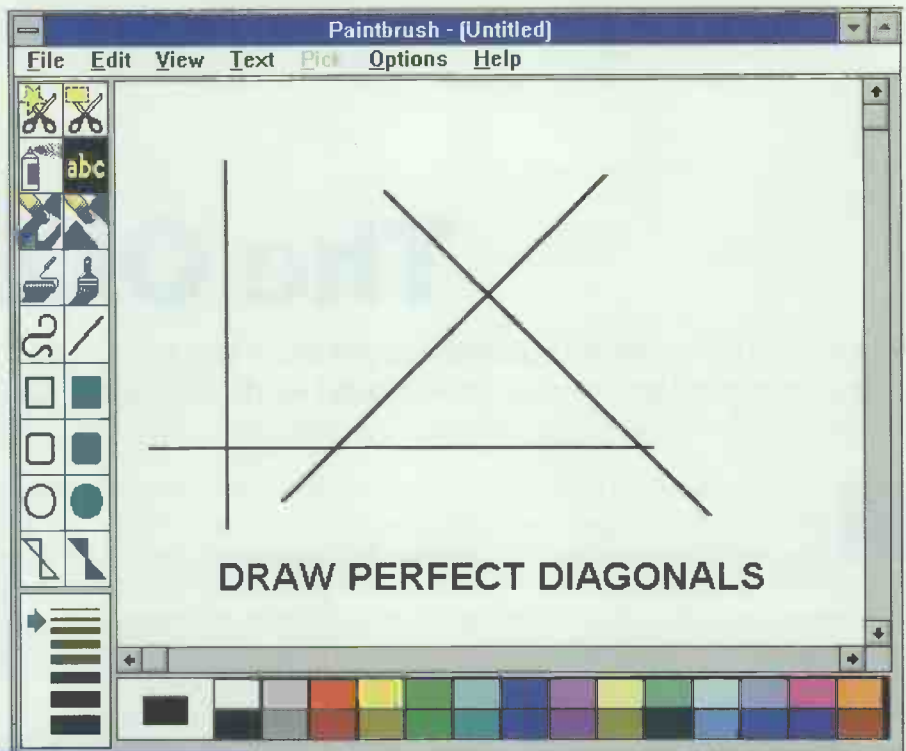 Paintbrush - (Untitled)
File Edit View Text Pick Options Help
abc
DRAW PERFECT DIAGONALS